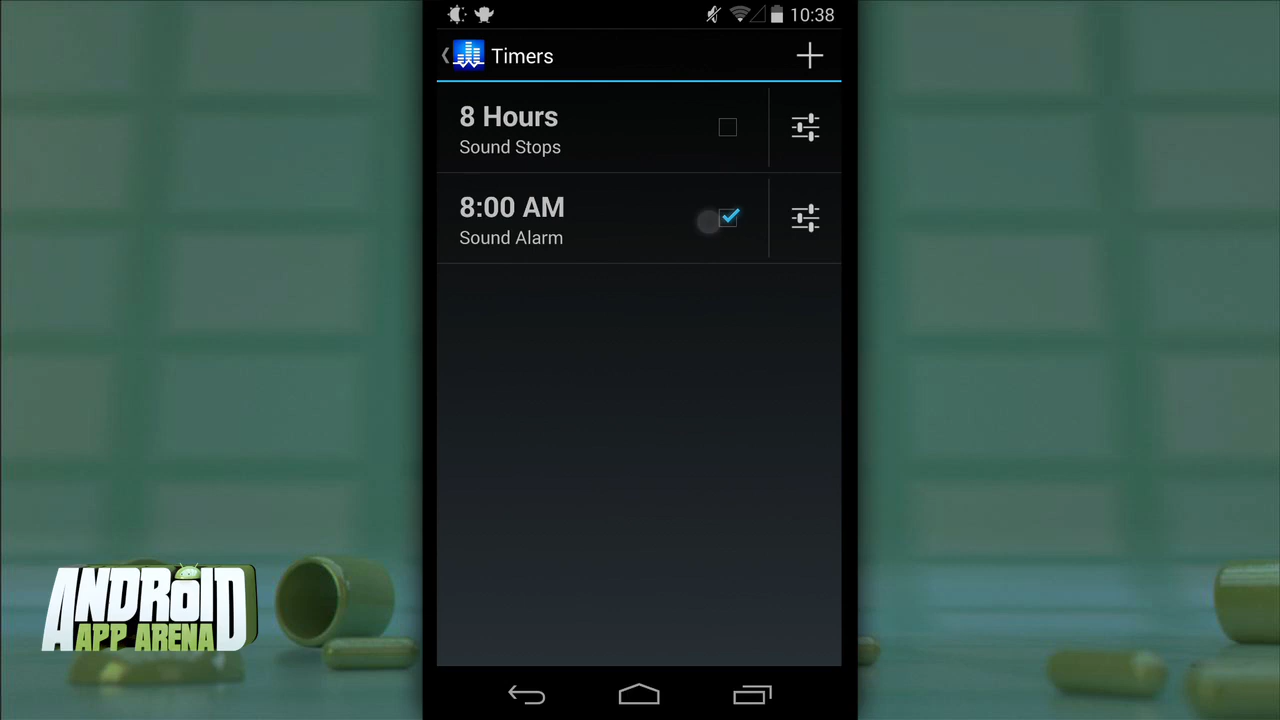 10:38
Timers
8 Hours
Sound Stops
8:00 AM
Sound Alarm
ANDROID
APP ARENA